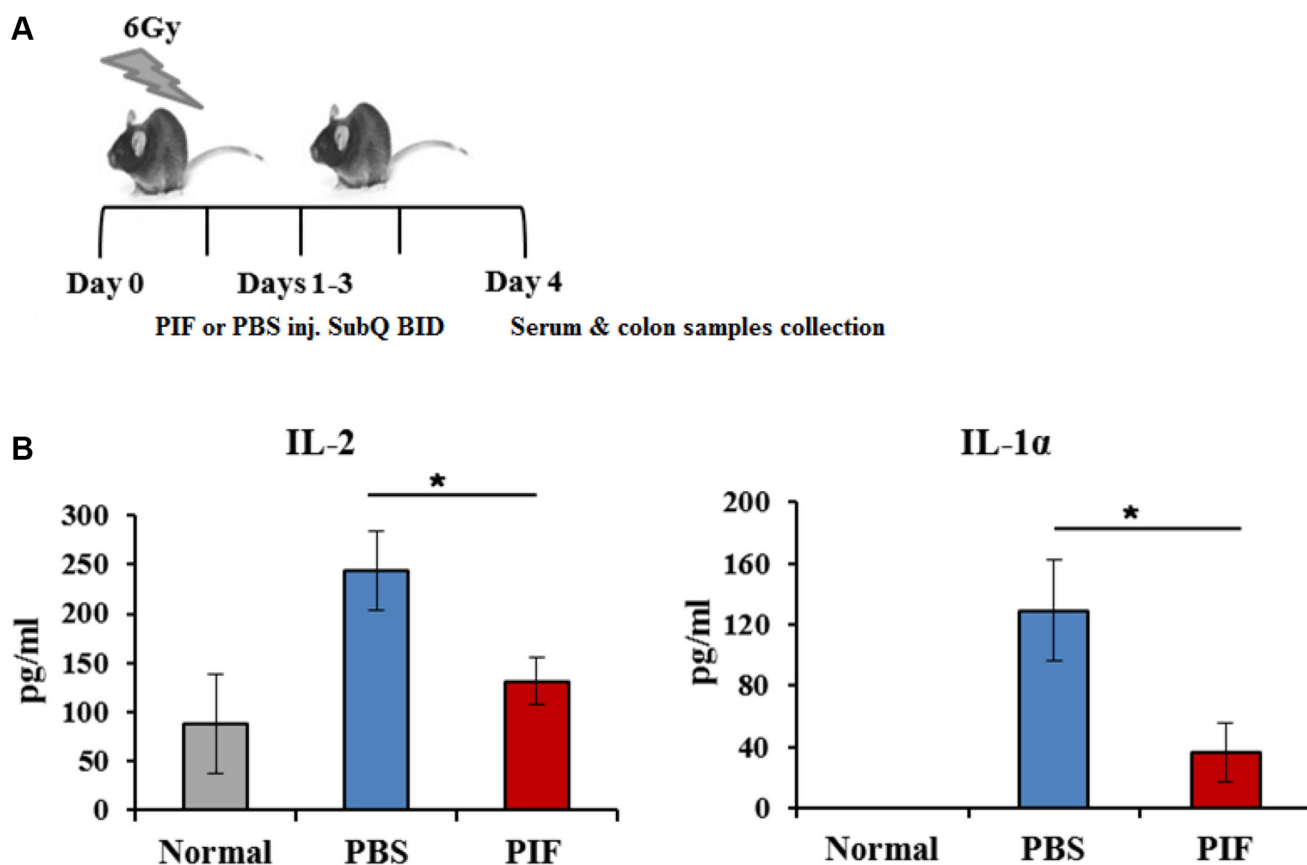 A
6Gy
Day 0 Days 1-3 Day 4
PIF or PBS inj. SubQ BID Serum & colon samples collection
B
IL-2
*
300
250
200
150
100
50
0
pg/ml
Normal PBS PIF
IL-1α
*
200
160
120
80
40
0
pg/ml
Normal PBS PIF